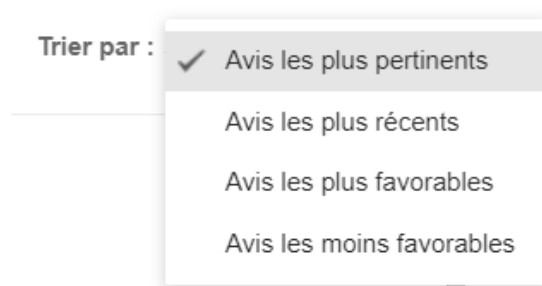 Trier par :
Avis les plus pertinents
Avis les plus récents
Avis les plus favorables
Avis les moins favorables